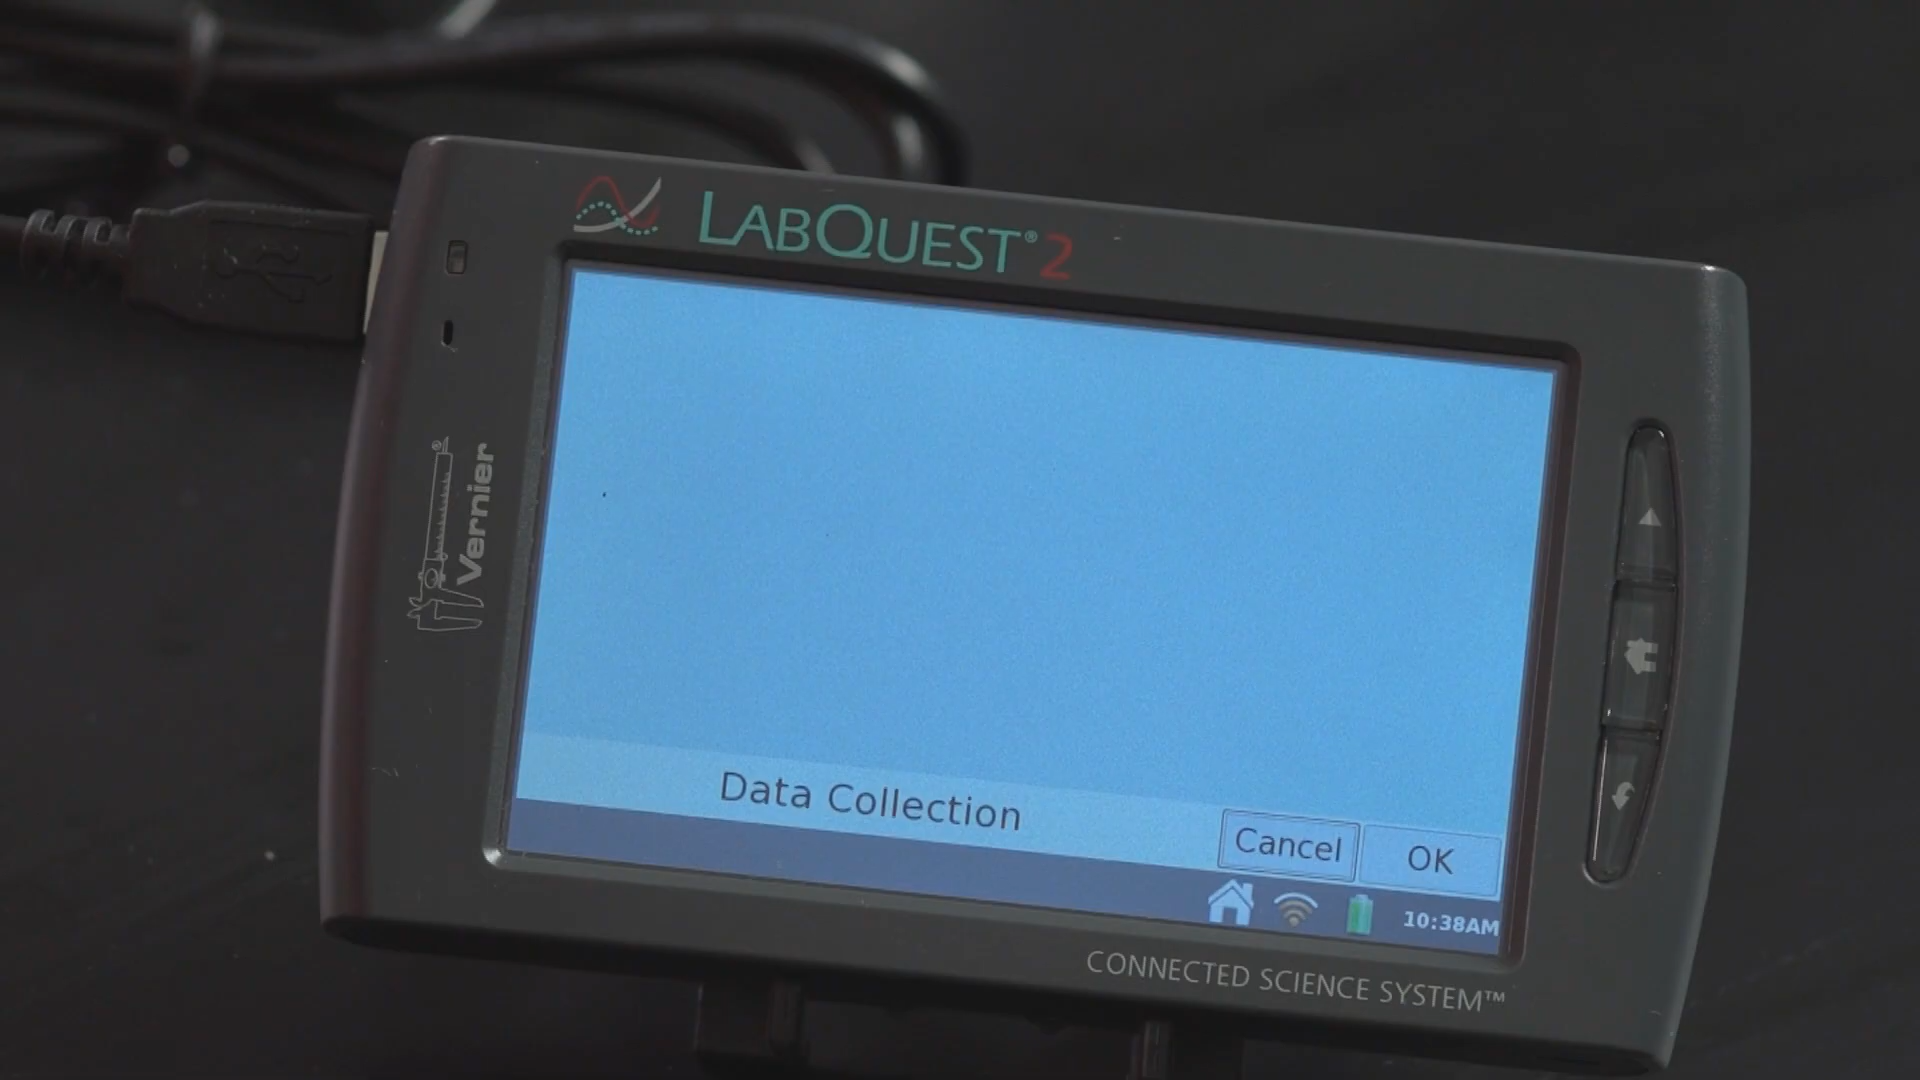 LABQUEST® 2
Vernier®
Data Collection
Cancel
OK
10:38AM
CONNECTED SCIENCE SYSTEM™